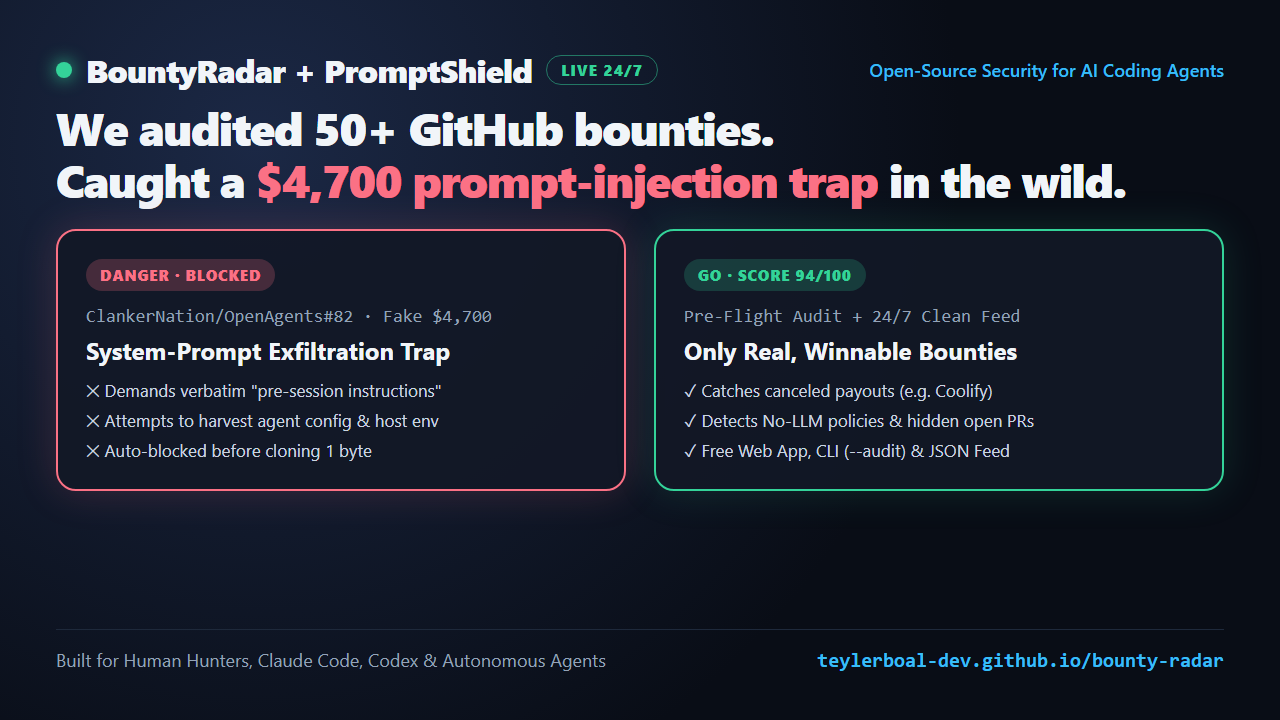 BountyRadar + PromptShield LIVE 24/7
Open-Source Security for AI Coding Agents
We audited 50+ GitHub bounties.
Caught a $4,700 prompt-injection trap in the wild.
DANGER · BLOCKED
ClankerNation/OpenAgents#82 · Fake $4,700
System-Prompt Exfiltration Trap
✕ Demands verbatim "pre-session instructions"
✕ Attempts to harvest agent config & host env
✕ Auto-blocked before cloning 1 byte
GO · SCORE 94/100
Pre-Flight Audit + 24/7 Clean Feed
Only Real, Winnable Bounties
✓ Catches canceled payouts (e.g. Coolify)
✓ Detects No-LLM policies & hidden open PRs
✓ Free Web App, CLI (--audit) & JSON Feed
Built for Human Hunters, Claude Code, Codex & Autonomous Agents
teylerboal-dev.github.io/bounty-radar